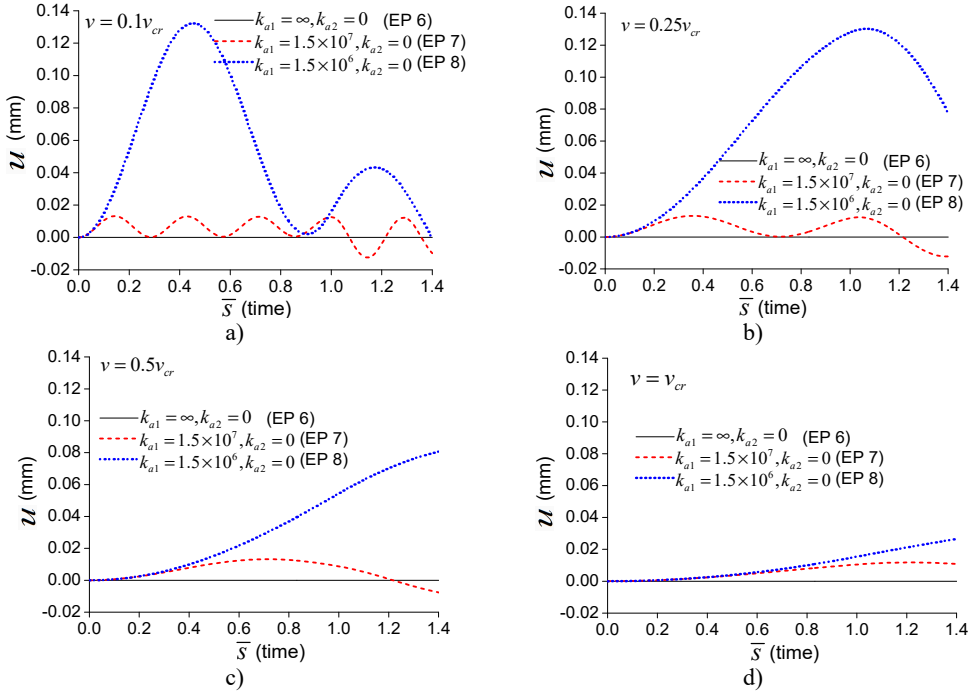 v = 0.1v_cr
k_a1 = ∞, k_a2 = 0 (EP 6)
k_a1 = 1.5×10^7, k_a2 = 0 (EP 7)
k_a1 = 1.5×10^6, k_a2 = 0 (EP 8)
0.14
0.12
0.10
0.08
0.06
0.04
0.02
0.00
-0.02
u (mm)
0.0 0.2 0.4 0.6 0.8 1.0 1.2 1.4
s̅ (time)
a)
v = 0.25v_cr
k_a1 = ∞, k_a2 = 0 (EP 6)
k_a1 = 1.5×10^7, k_a2 = 0 (EP 7)
k_a1 = 1.5×10^6, k_a2 = 0 (EP 8)
0.14
0.12
0.10
0.08
0.06
0.04
0.02
0.00
-0.02
u (mm)
0.0 0.2 0.4 0.6 0.8 1.0 1.2 1.4
s̅ (time)
b)
v = 0.5v_cr
k_a1 = ∞, k_a2 = 0 (EP 6)
k_a1 = 1.5×10^7, k_a2 = 0 (EP 7)
k_a1 = 1.5×10^6, k_a2 = 0 (EP 8)
0.14
0.12
0.10
0.08
0.06
0.04
0.02
0.00
-0.02
u (mm)
0.0 0.2 0.4 0.6 0.8 1.0 1.2 1.4
s̅ (time)
c)
v = v_cr
k_a1 = ∞, k_a2 = 0 (EP 6)
k_a1 = 1.5×10^7, k_a2 = 0 (EP 7)
k_a1 = 1.5×10^6, k_a2 = 0 (EP 8)
0.14
0.12
0.10
0.08
0.06
0.04
0.02
0.00
-0.02
u (mm)
0.0 0.2 0.4 0.6 0.8 1.0 1.2 1.4
s̅ (time)
d)